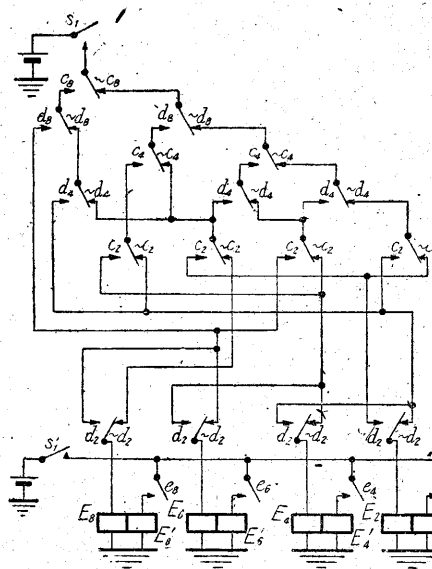 S₁
c₈ ~c₈
d₈ ~d₈ d₈ ~d₈
c₄ ~c₄ c₄ ~c₄
d₄ ~d₄ d₄ ~d₄ d₄ ~d₄
c₂ ~c₂ c₂ ~c₂ c₂ ~c₂ c₂
d₂ ~d₂ d₂ ~d₂ d₂ ~d₂ d₂ ~d₂
S₁'
e₈ e₆ e₄
E₈ E₆ E₄ E₂
E₈' E₆' E₄'